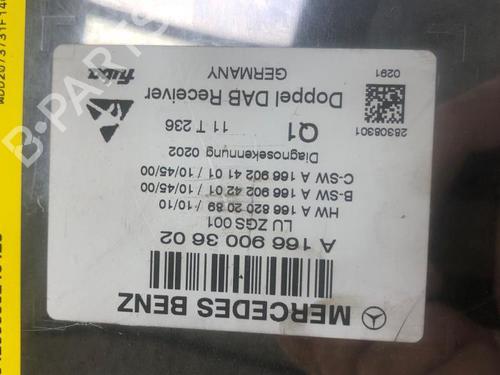 MERCEDES BENZ
A 166 900 36 02
LU ZGS 001
HW A 166 820 20 89 / 10/10
B-SW A 166 902 42 01 / 10/45/00
C-SW A 166 902 41 01 / 10/45/00
Diagnosekennung 0202
Q1 11 T 236
Doppel DAB Receiver
GERMANY
fuba
28308301
0291
B-PARTS